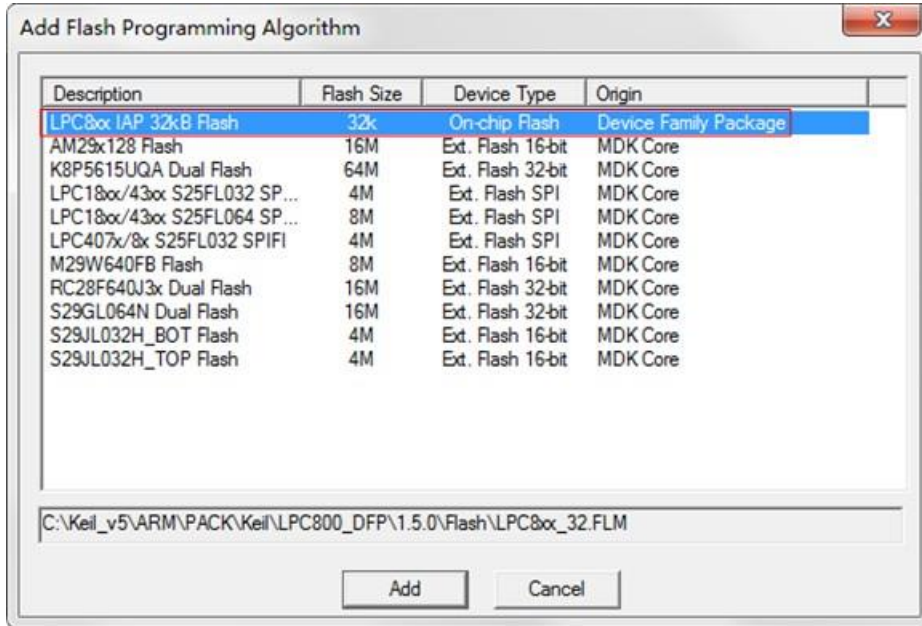 Add Flash Programming Algorithm
Description Flash Size Device Type Origin
LPC8xx IAP 32kB Flash 32k On-chip Flash Device Family Package
AM29x128 Flash 16M Ext. Flash 16-bit MDK Core
K8P5615UQA Dual Flash 64M Ext. Flash 32-bit MDK Core
LPC18xx/43xx S25FL032 SP... 4M Ext. Flash SPI MDK Core
LPC18xx/43xx S25FL064 SP... 8M Ext. Flash SPI MDK Core
LPC407x/8x S25FL032 SPIFI 4M Ext. Flash SPI MDK Core
M29W640FB Flash 8M Ext. Flash 16-bit MDK Core
RC28F640J3x Dual Flash 16M Ext. Flash 32-bit MDK Core
S29GL064N Dual Flash 16M Ext. Flash 32-bit MDK Core
S29JL032H_BOT Flash 4M Ext. Flash 16-bit MDK Core
S29JL032H_TOP Flash 4M Ext. Flash 16-bit MDK Core
C:\Keil_v5\ARM\PACK\Keil\LPC800_DFP\1.5.0\Flash\LPC8xx_32.FLM
Add Cancel